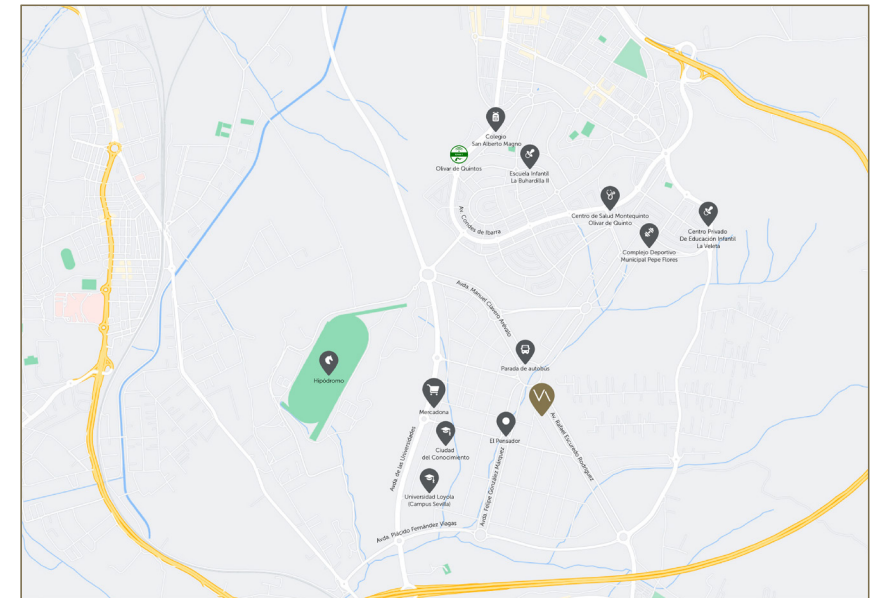 Colegio
San Alberto Magno
Olivar de Quintos
Escuela Infantil
La Buhardilla II
Av. Condes de Ibarra
Centro de Salud Montequinto
Olivar de Quinto
Complejo Deportivo
Municipal Pepe Flores
Centro Privado
De Educación Infantil
La Veleta
Avda. Manuel Clavero Arévalo
Parada de autobús
Hipódromo
Mercadona
Av. Rafael Escuredo Rodríguez
El Pensador
Ciudad
del Conocimiento
Avda. de las Universidades
Avda. Felipe González Márquez
Universidad Loyola
(Campus Sevilla)
Avda. Plácido Fernández Viagas